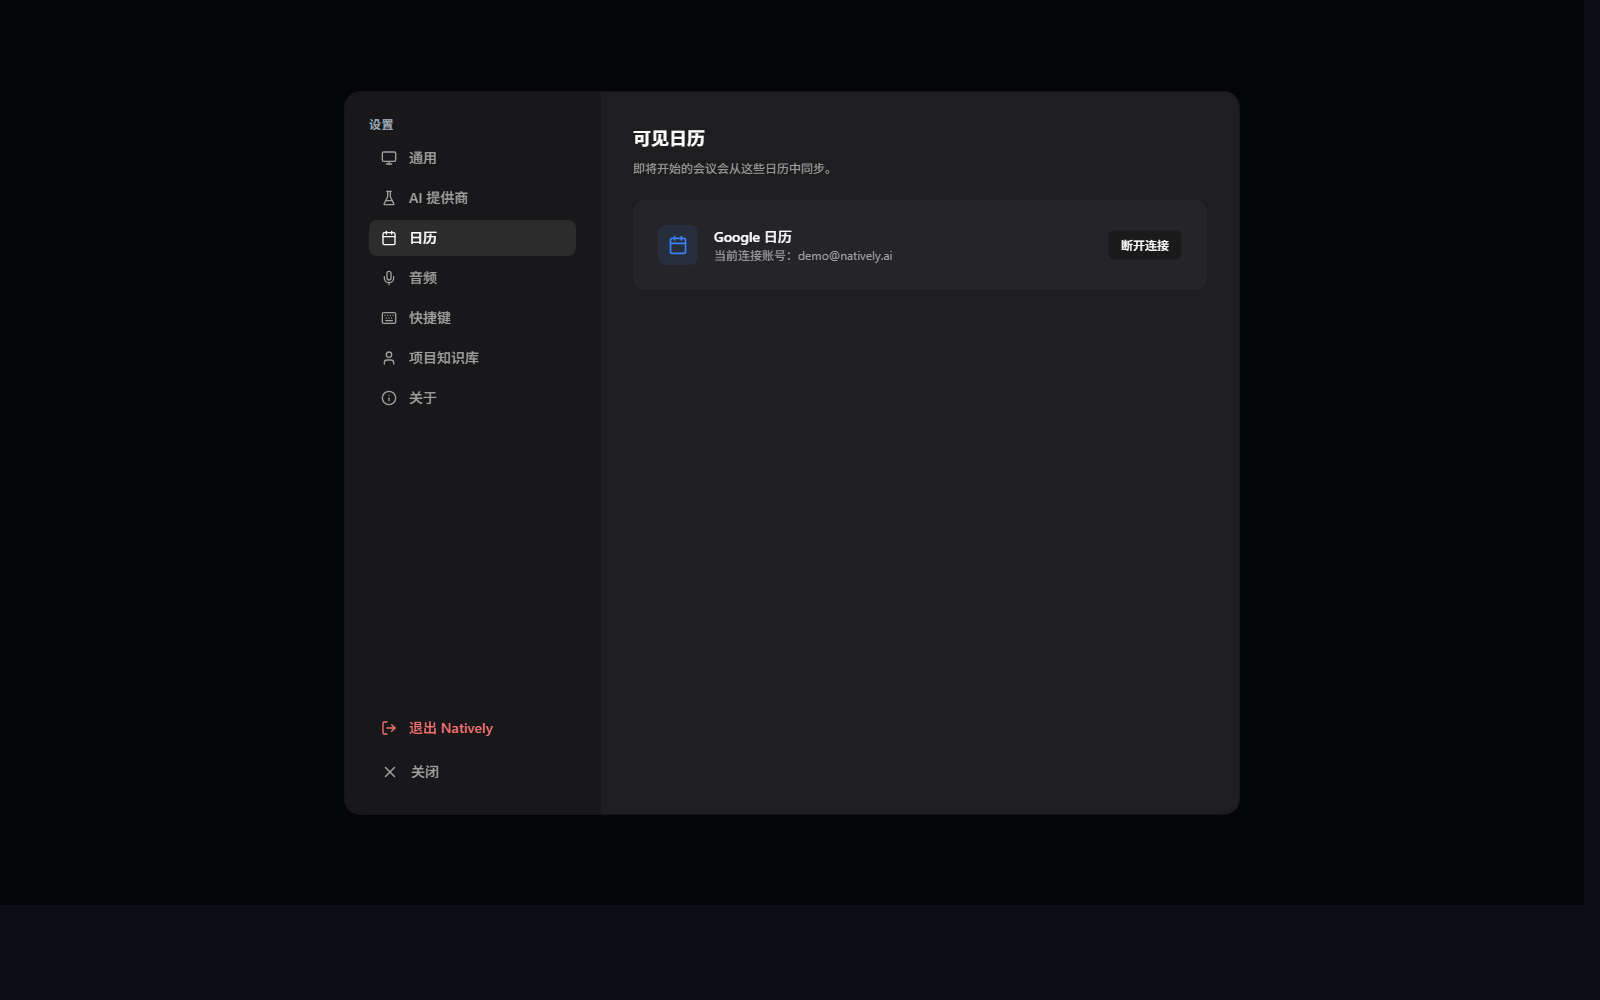 设置
通用
AI 提供商
日历
音频
快捷键
项目知识库
关于
退出 Natively
关闭
可见日历
即将开始的会议会从这些日历中同步。
Google 日历
当前连接账号：demo@natively.ai
断开连接